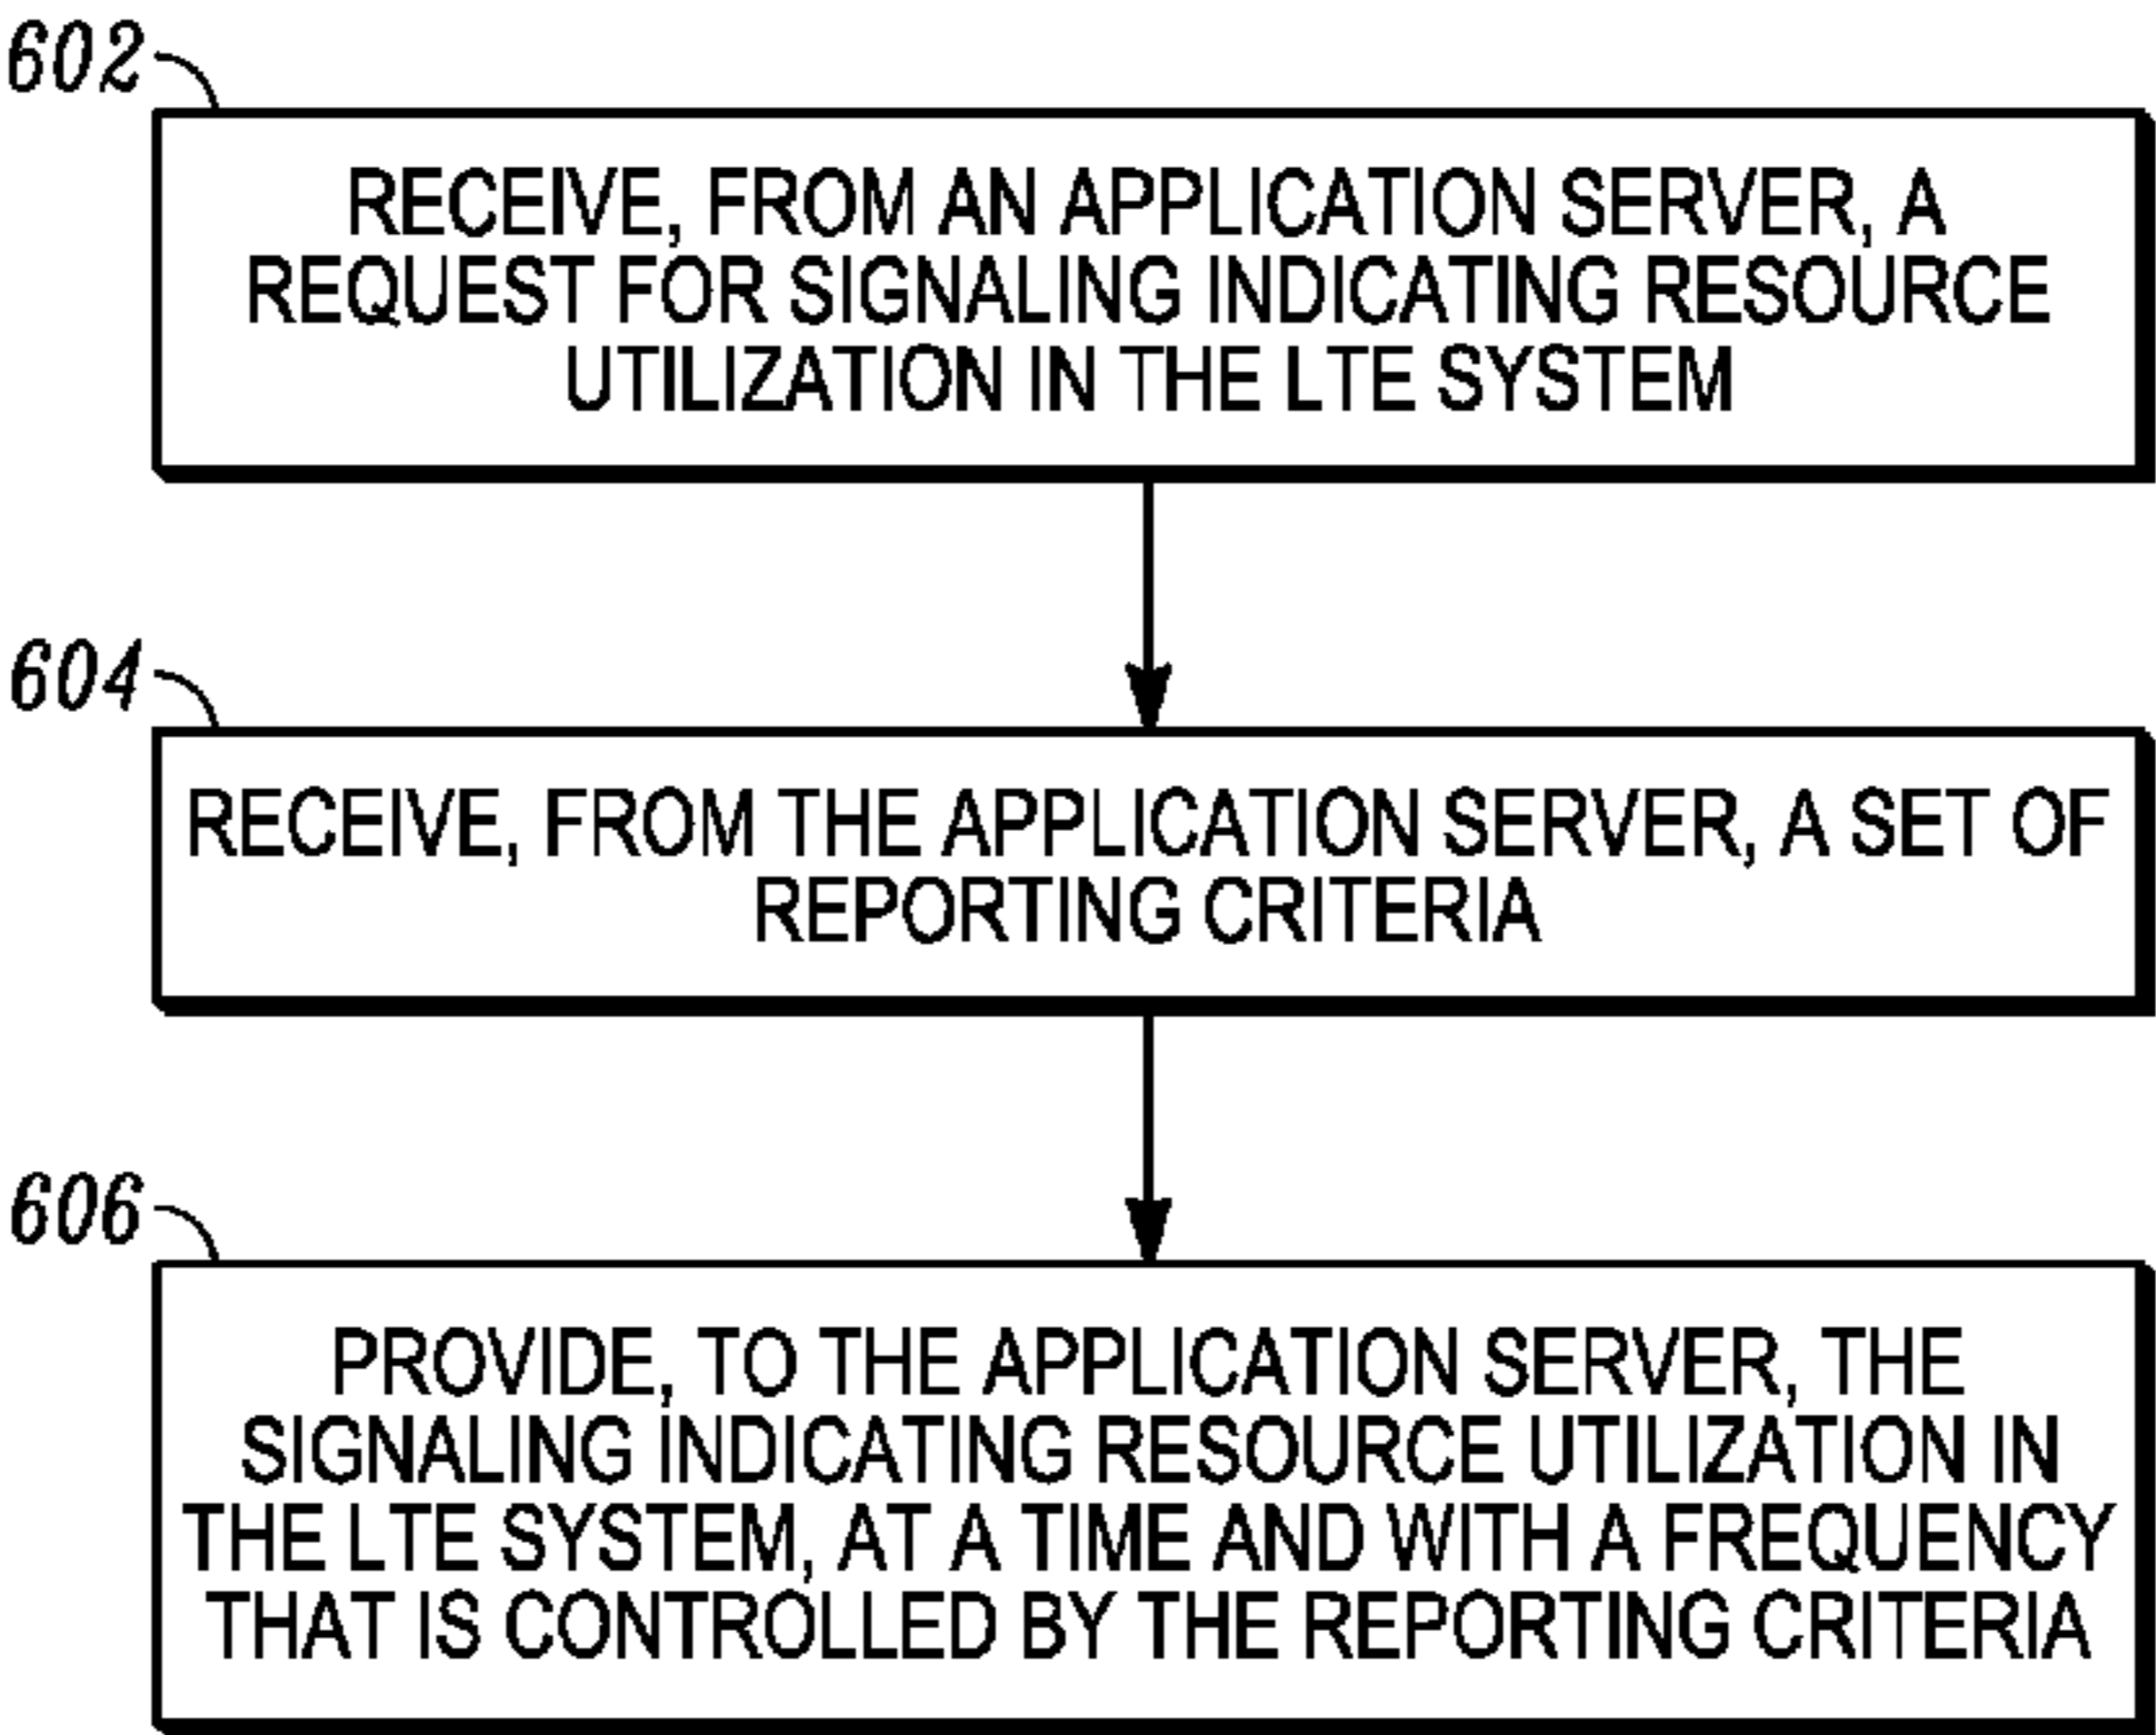 602
RECEIVE, FROM AN APPLICATION SERVER, A
REQUEST FOR SIGNALING INDICATING RESOURCE
UTILIZATION IN THE LTE SYSTEM
604
RECEIVE, FROM THE APPLICATION SERVER, A SET OF
REPORTING CRITERIA
606
PROVIDE, TO THE APPLICATION SERVER, THE
SIGNALING INDICATING RESOURCE UTILIZATION IN
THE LTE SYSTEM, AT A TIME AND WITH A FREQUENCY
THAT IS CONTROLLED BY THE REPORTING CRITERIA